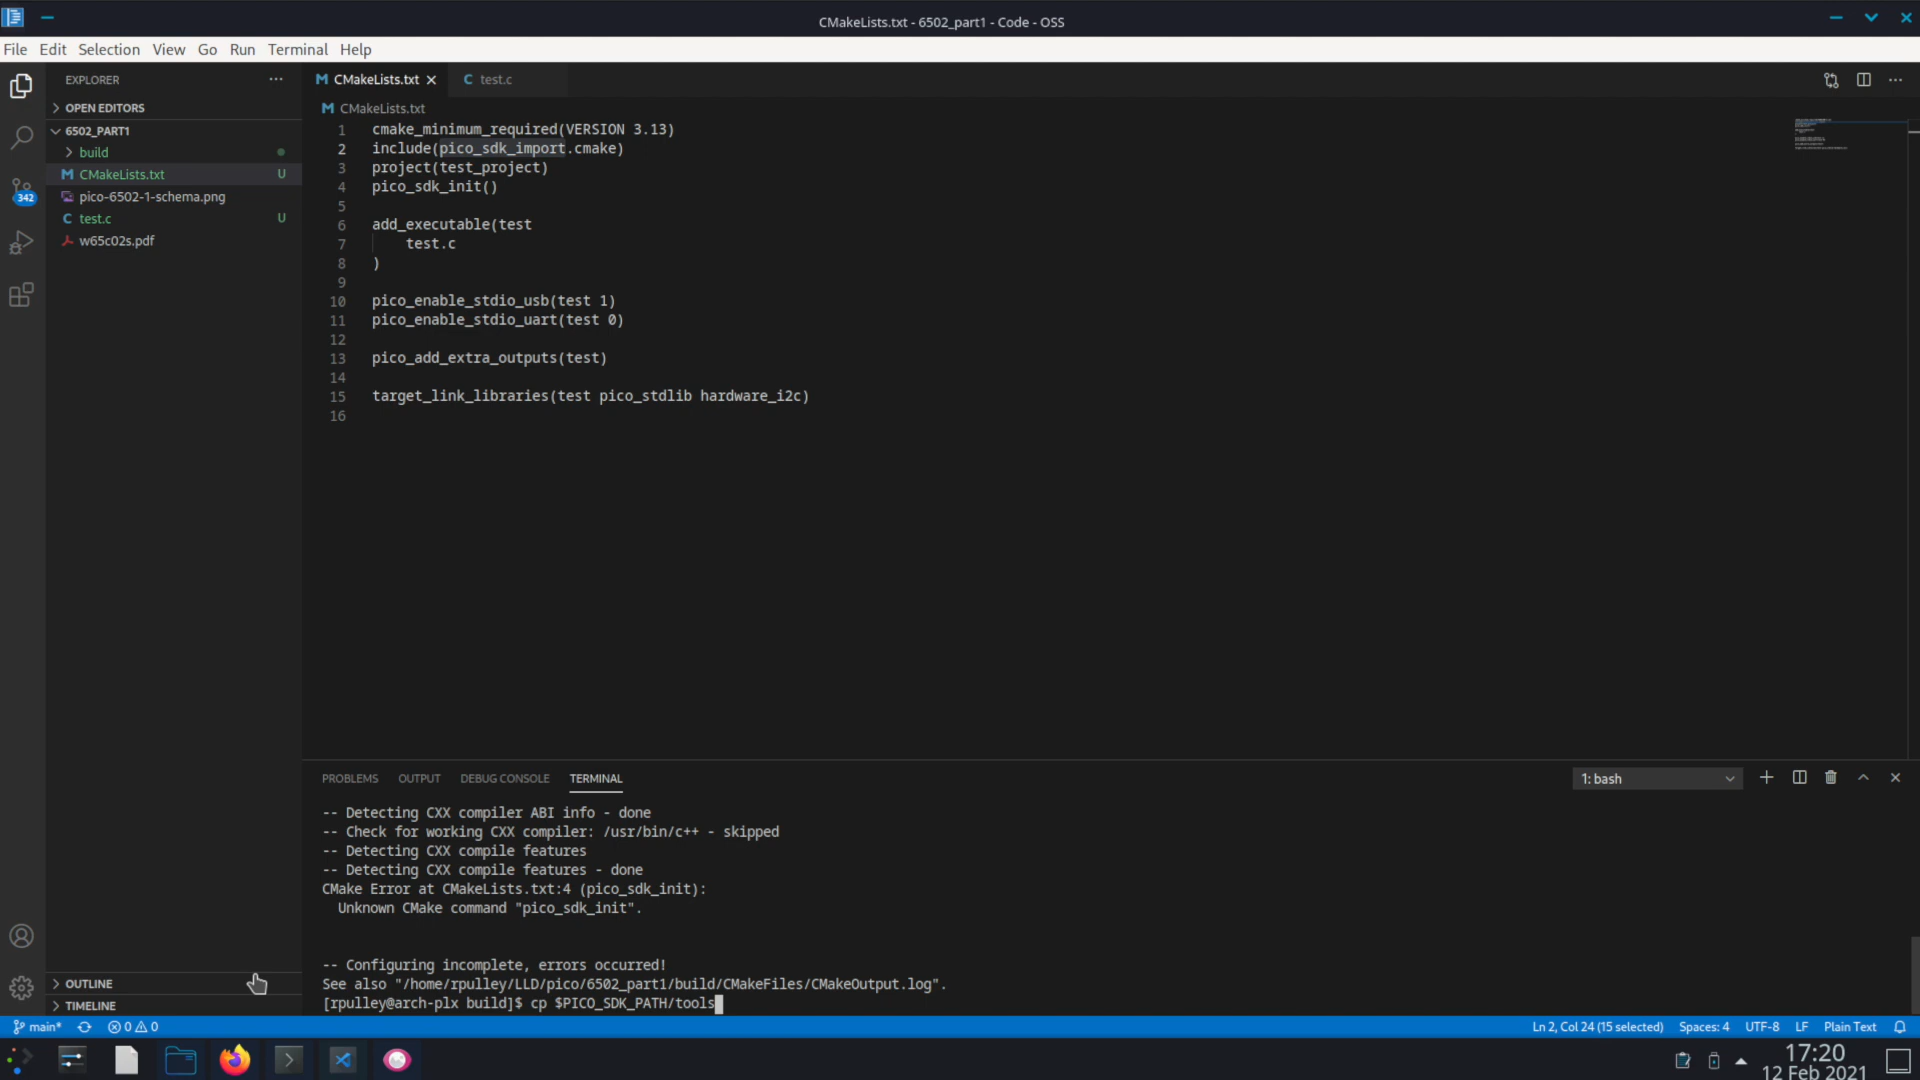 CMakeLists.txt - 6502_part1 - Code - OSS
File Edit Selection View Go Run Terminal Help
EXPLORER
OPEN EDITORS
6502_PART1
build
CMakeLists.txt U
pico-6502-1-schema.png
test.c U
w65c02s.pdf
342
OUTLINE
TIMELINE
CMakeLists.txt
test.c
CMakeLists.txt
1 cmake_minimum_required(VERSION 3.13)
2 include(pico_sdk_import.cmake)
3 project(test_project)
4 pico_sdk_init()
5
6 add_executable(test
7 test.c
8 )
9
10 pico_enable_stdio_usb(test 1)
11 pico_enable_stdio_uart(test 0)
12
13 pico_add_extra_outputs(test)
14
15 target_link_libraries(test pico_stdlib hardware_i2c)
16
PROBLEMS OUTPUT DEBUG CONSOLE TERMINAL
1: bash
-- Detecting CXX compiler ABI info - done
-- Check for working CXX compiler: /usr/bin/c++ - skipped
-- Detecting CXX compile features
-- Detecting CXX compile features - done
CMake Error at CMakeLists.txt:4 (pico_sdk_init):
Unknown CMake command "pico_sdk_init".
-- Configuring incomplete, errors occurred!
See also "/home/rpulley/LLD/pico/6502_part1/build/CMakeFiles/CMakeOutput.log".
[rpulley@arch-plx build]$ cp $PICO_SDK_PATH/tools
main* 0 0
Ln 2, Col 24 (15 selected) Spaces: 4 UTF-8 LF Plain Text
17:20
12 Feb 2021